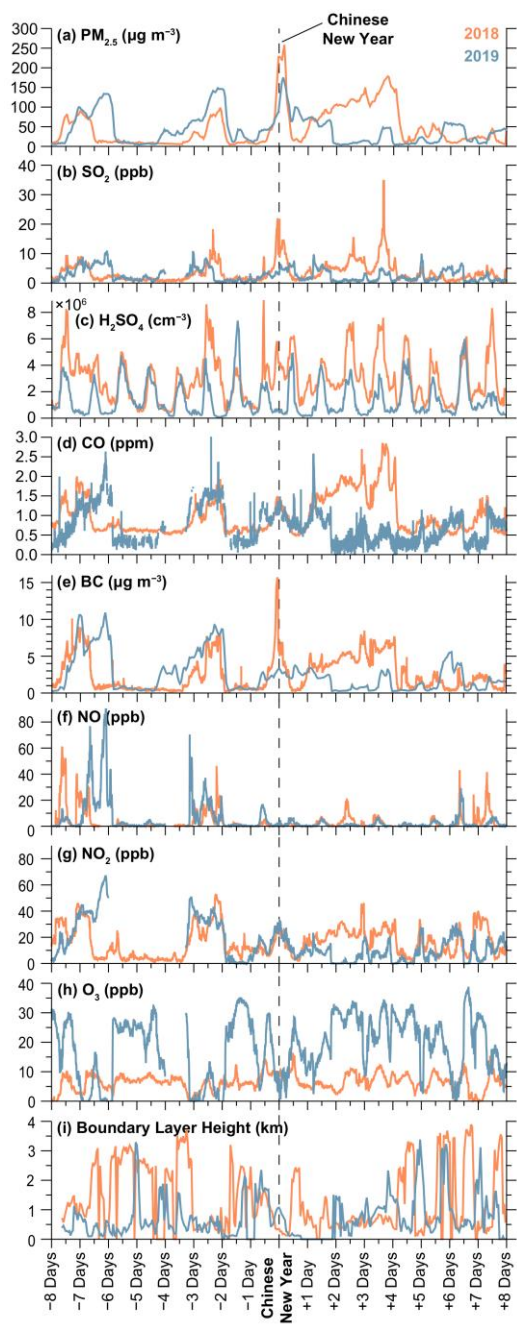 Chinese
New Year
2018
2019
(a) PM₂.₅ (µg m⁻³)
300
250
200
150
100
50
0
(b) SO₂ (ppb)
40
30
20
10
0
×10⁶
(c) H₂SO₄ (cm⁻³)
8
6
4
2
0
(d) CO (ppm)
3.0
2.5
2.0
1.5
1.0
0.5
0.0
(e) BC (µg m⁻³)
15
10
5
0
(f) NO (ppb)
80
60
40
20
0
(g) NO₂ (ppb)
80
60
40
20
0
(h) O₃ (ppb)
50
40
30
20
10
0
(i) Boundary Layer Height (km)
4
3
2
1
0
-8 Days
-7 Days
-6 Days
-5 Days
-4 Days
-3 Days
-2 Days
-1 Day
Chinese
New Year
+1 Day
+2 Days
+3 Days
+4 Days
+5 Days
+6 Days
+7 Days
+8 Days